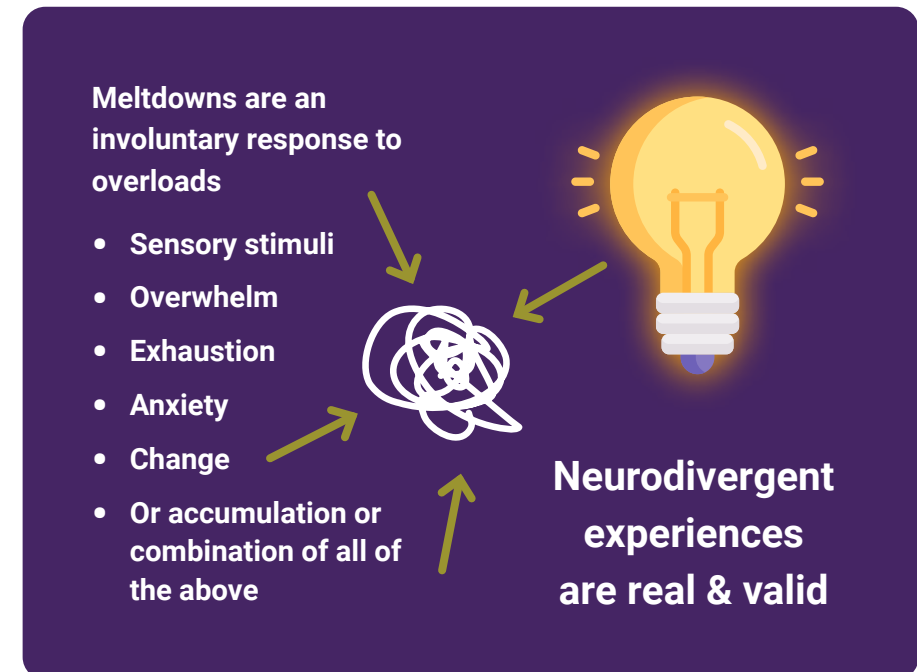 Meltdowns are an
involuntary response to
overloads
• Sensory stimuli
• Overwhelm
• Exhaustion
• Anxiety
• Change
• Or accumulation or
combination of all of
the above
Neurodivergent
experiences
are real & valid